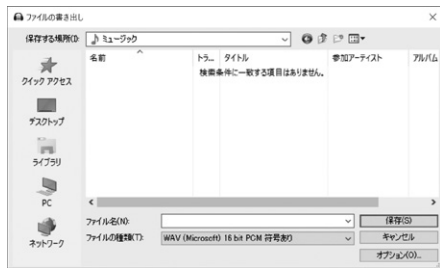 ファイルの書き出し
保存する場所(I):
ミュージック
名前
トラ...
タイトル
参加アーティスト
アルバム
検索条件に一致する項目はありません。
クイック アクセス
デスクトップ
ライブラリ
PC
ネットワーク
ファイル名(N):
保存(S)
ファイルの種類(T):
WAV (Microsoft) 16 bit PCM 符号あり
キャンセル
オプション(O)...